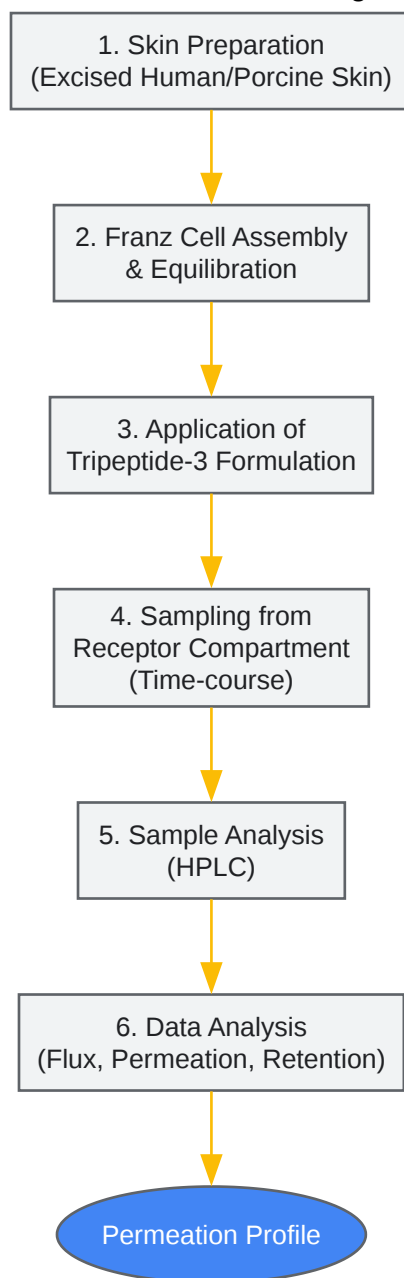 1. Skin Preparation
(Excised Human/Porcine Skin)
2. Franz Cell Assembly
& Equilibration
3. Application of
Tripeptide-3 Formulation
4. Sampling from
Receptor Compartment
(Time-course)
5. Sample Analysis
(HPLC)
6. Data Analysis
(Flux, Permeation, Retention)
Permeation Profile